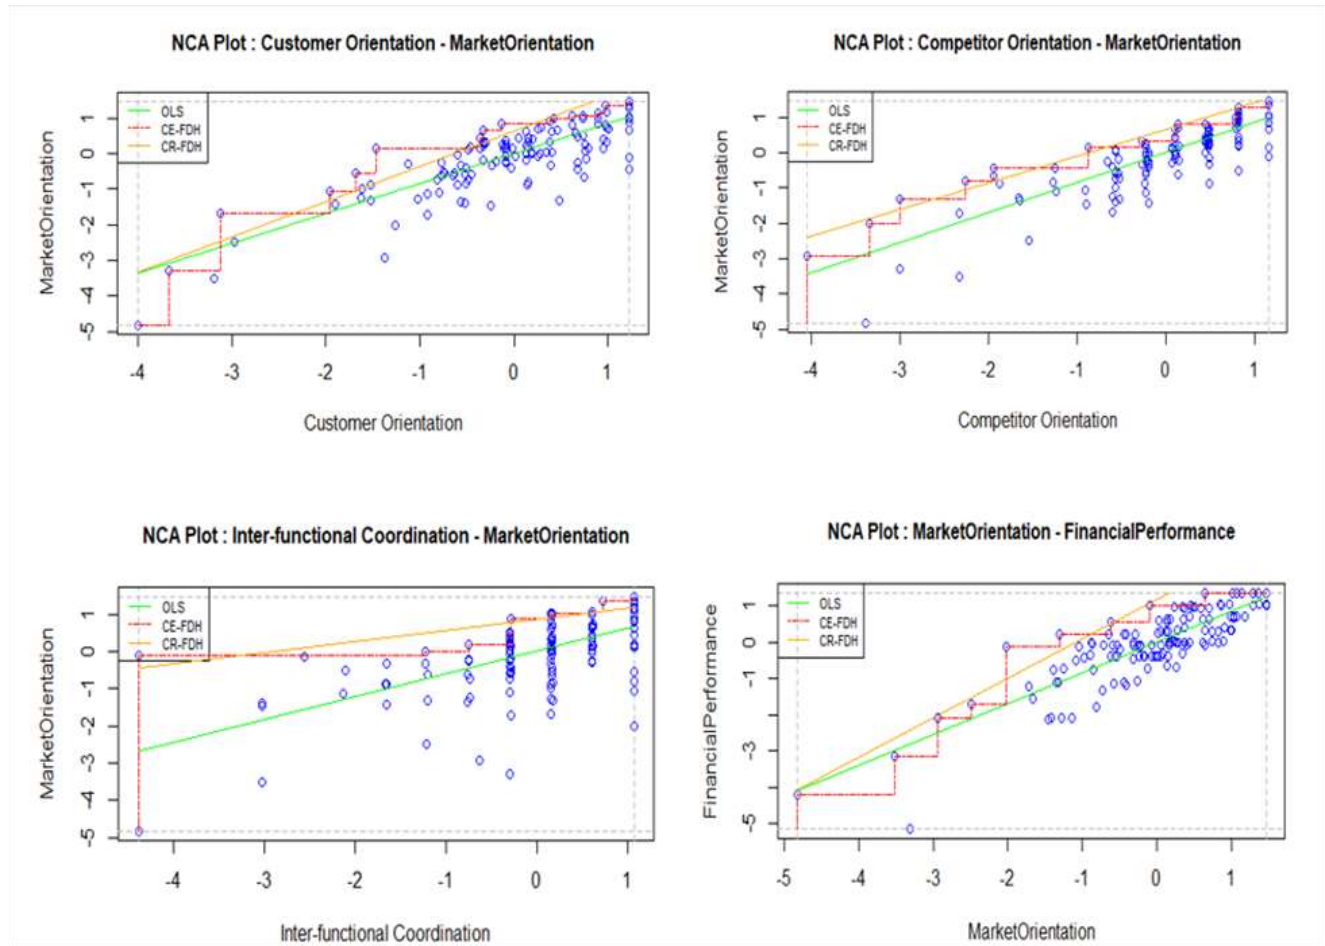 NCA Plot : Customer Orientation - MarketOrientation
OLS
CE-FDH
CR-FDH
MarketOrientation
1
0
-1
-2
-3
-4
-5
-4 -3 -2 -1 0 1
Customer Orientation
NCA Plot : Competitor Orientation - MarketOrientation
OLS
CE-FDH
CR-FDH
MarketOrientation
1
0
-1
-2
-3
-4
-5
-4 -3 -2 -1 0 1
Competitor Orientation
NCA Plot : Inter-functional Coordination - MarketOrientation
OLS
CE-FDH
CR-FDH
MarketOrientation
1
0
-1
-2
-3
-4
-5
-4 -3 -2 -1 0 1
Inter-functional Coordination
NCA Plot : MarketOrientation - FinancialPerformance
OLS
CE-FDH
CR-FDH
FinancialPerformance
1
0
-1
-3
-5
-5 -4 -3 -2 -1 0 1
MarketOrientation